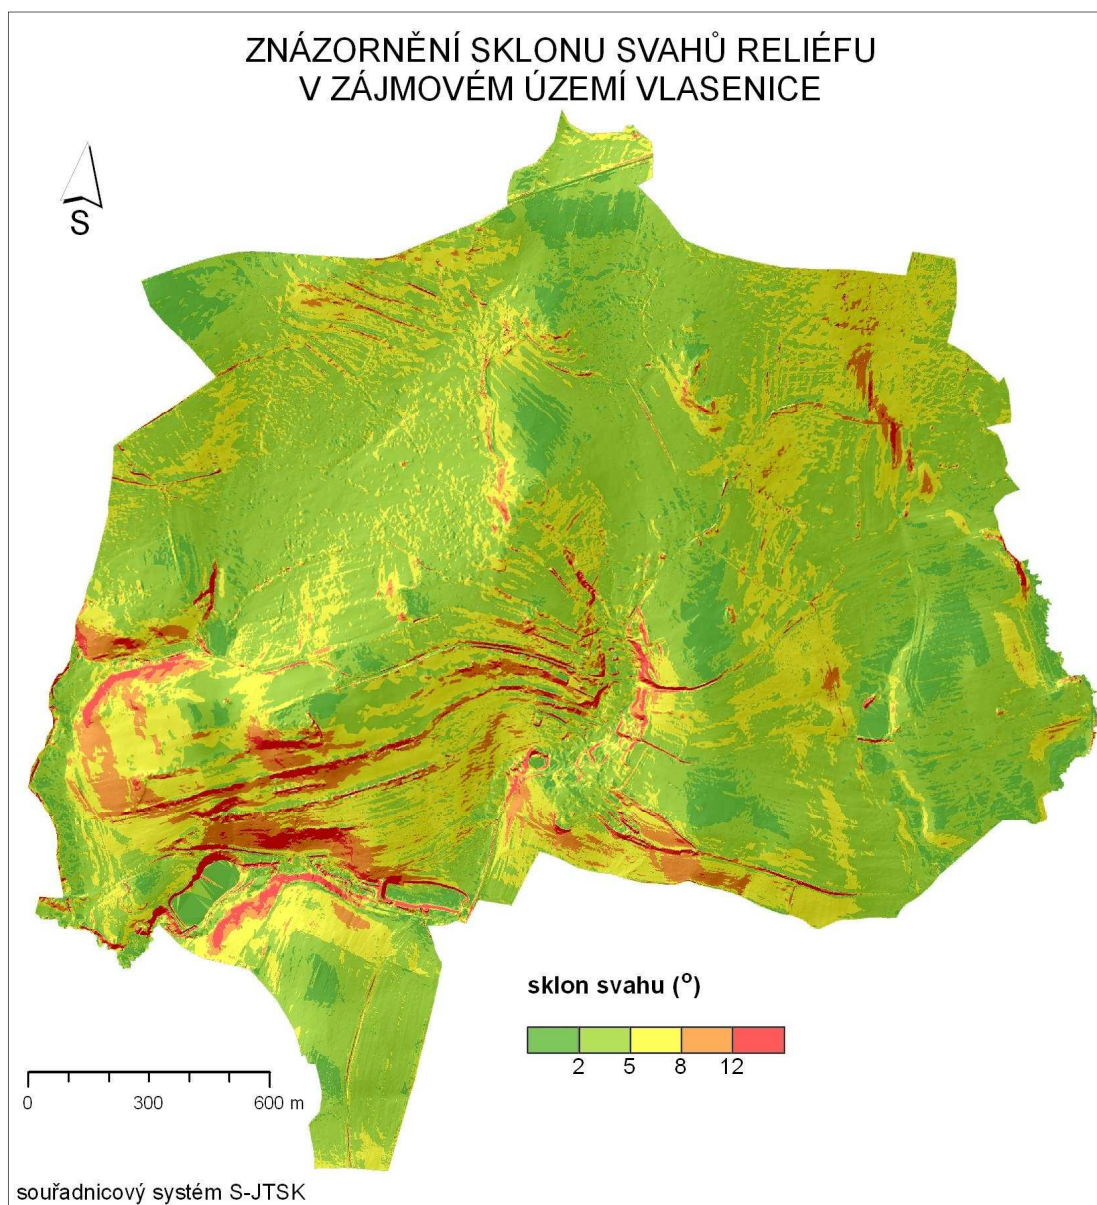 ZNÁZORNĚNÍ SKLONU SVAHŮ RELIÉFU
V ZÁJMOVÉM ÚZEMÍ VLASENICE
S
sklon svahu (°)
2 5 8 12
0 300 600 m
souřadnicový systém S-JTSK